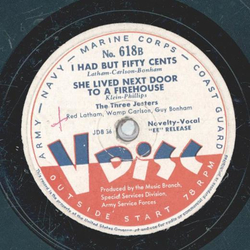 ARMY — NAVY — MARINE CORPS — COAST GUARD
No. 618B
I HAD BUT FIFTY CENTS
Latham-Carlson-Bonham
SHE LIVED NEXT DOOR
TO A FIREHOUSE
Klein-Phillips
The Three Jesters
Red Latham, Wamp Carlson, Guy Bonham
JDB 16
Novelty-Vocal
"EE" RELEASE
V DISC
OUTSIDE START 78 RPM
Produced by the Music Branch,
Special Services Division,
Army Service Forces